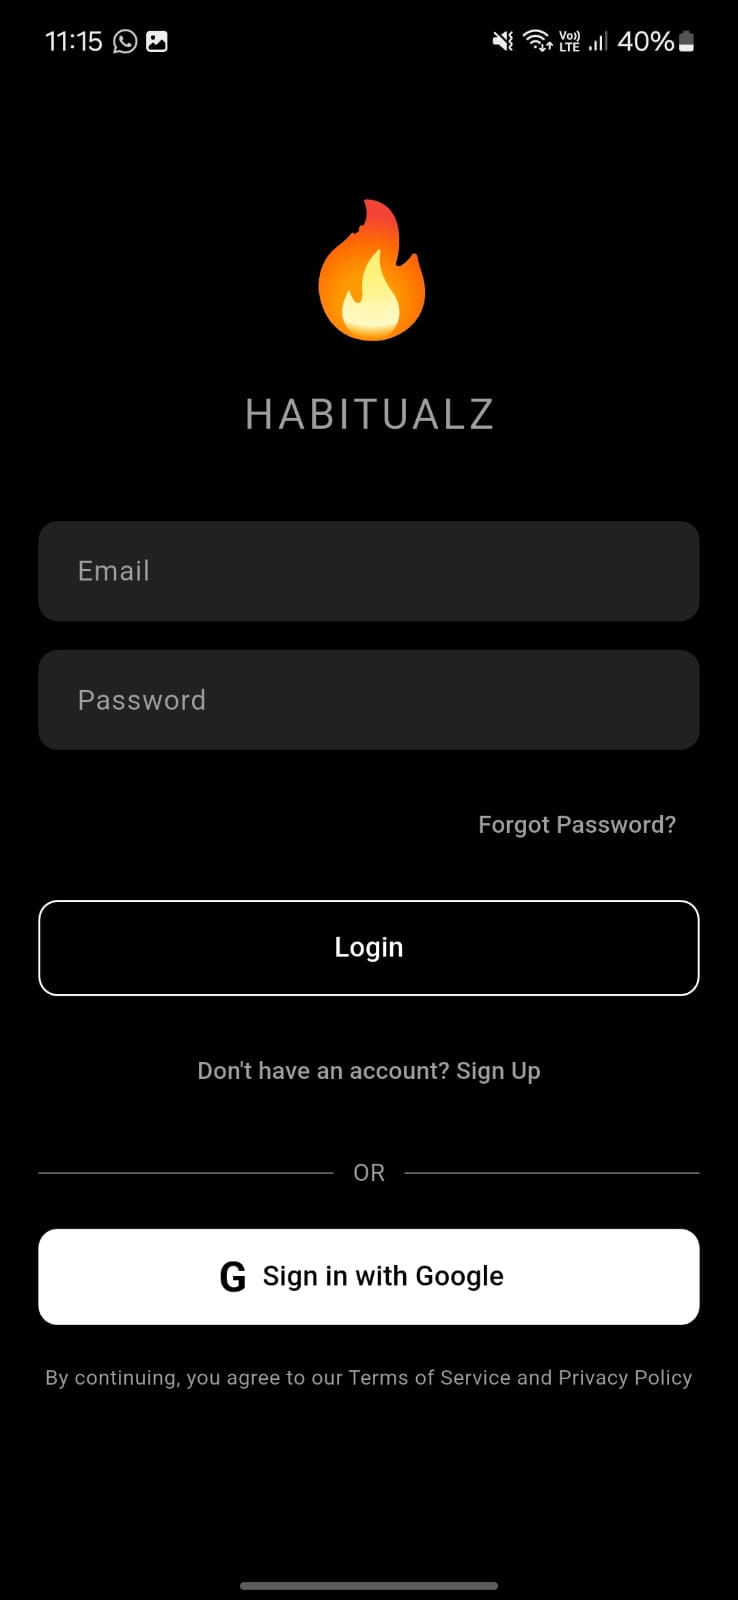 11:15
Vo)) LTE 40%
HABITUALZ
Email
Password
Forgot Password?
Login
Don't have an account? Sign Up
OR
G Sign in with Google
By continuing, you agree to our Terms of Service and Privacy Policy